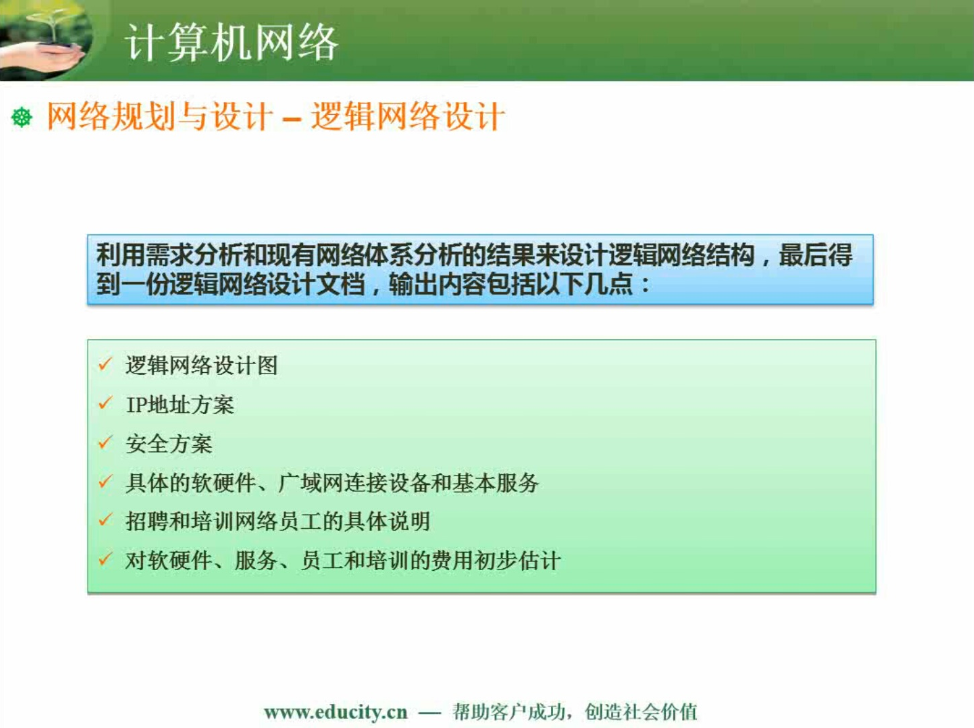 计算机网络
网络规划与设计 – 逻辑网络设计
利用需求分析和现有网络体系分析的结果来设计逻辑网络结构，最后得
到一份逻辑网络设计文档，输出内容包括以下几点：
逻辑网络设计图
IP地址方案
安全方案
具体的软硬件、广域网连接设备和基本服务
招聘和培训网络员工的具体说明
对软硬件、服务、员工和培训的费用初步估计
www.educity.cn — 帮助客户成功，创造社会价值